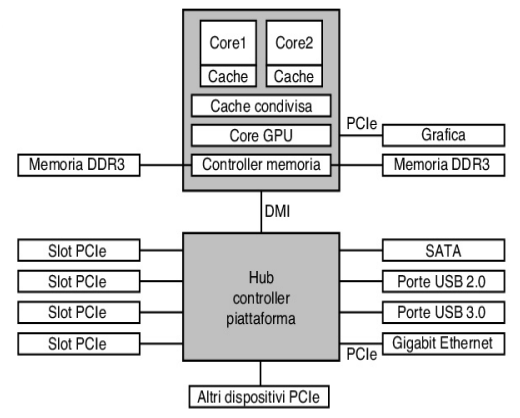 Core1
Core2
Cache
Cache
Cache condivisa
PCIe
Core GPU
Grafica
Memoria DDR3
Controller memoria
Memoria DDR3
DMI
Slot PCIe
SATA
Slot PCIe
Hub
controller
piattaforma
Porte USB 2.0
Slot PCIe
Porte USB 3.0
Slot PCIe
PCIe
Gigabit Ethernet
Altri dispositivi PCIe